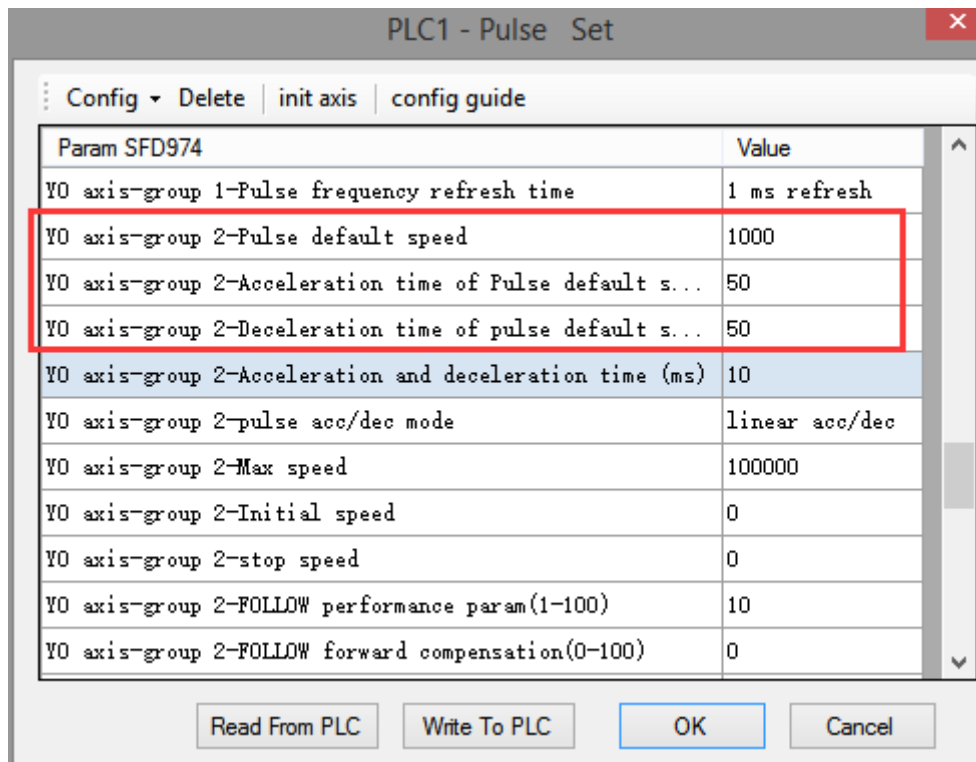 PLC1 - Pulse Set
Config Delete init axis config guide
Param SFD974 Value
Y0 axis-group 1-Pulse frequency refresh time 1 ms refresh
Y0 axis-group 2-Pulse default speed 1000
Y0 axis-group 2-Acceleration time of Pulse default s... 50
Y0 axis-group 2-Deceleration time of pulse default s... 50
Y0 axis-group 2-Acceleration and deceleration time (ms) 10
Y0 axis-group 2-pulse acc/dec mode linear acc/dec
Y0 axis-group 2-Max speed 100000
Y0 axis-group 2-Initial speed 0
Y0 axis-group 2-stop speed 0
Y0 axis-group 2-FOLLOW performance param(1-100) 10
Y0 axis-group 2-FOLLOW forward compensation(0-100) 0
Read From PLC Write To PLC OK Cancel